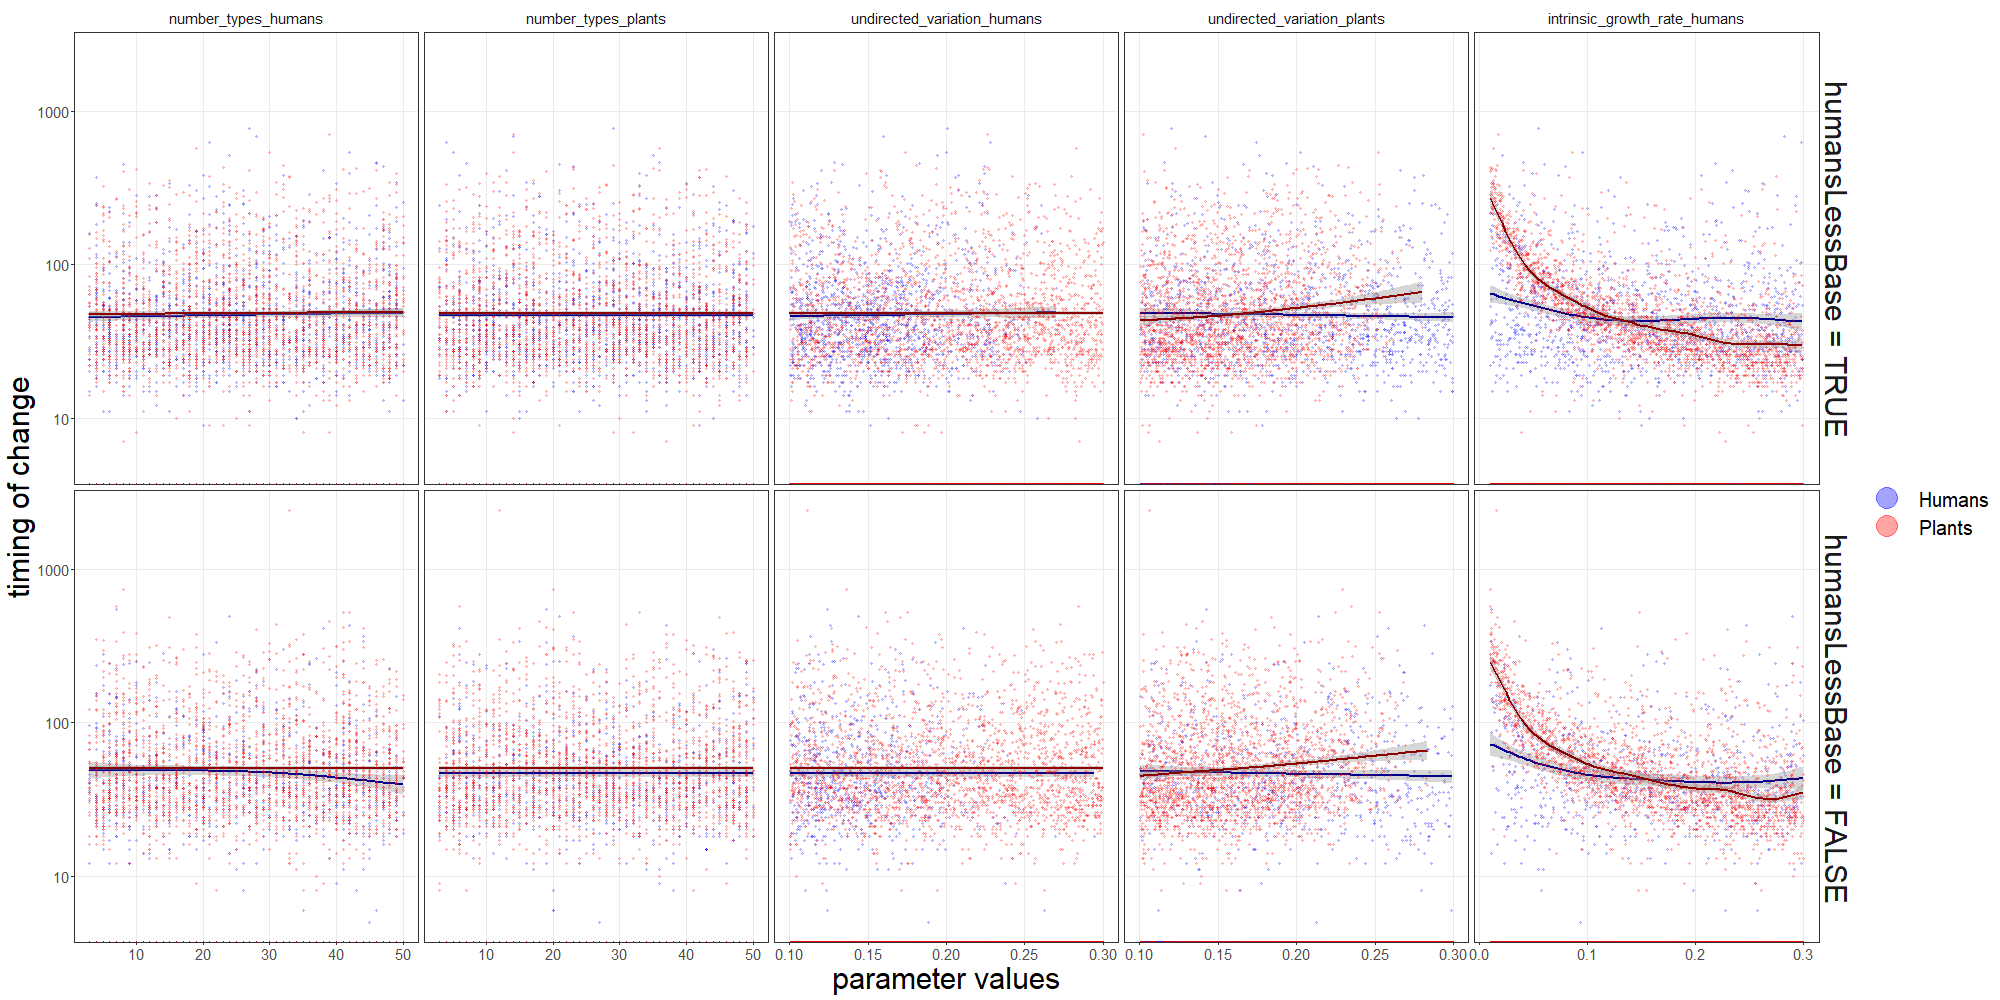 number_types_humans number_types_plants undirected_variation_humans undirected_variation_plants intrinsic_growth_rate_humans
1000
100
10
humansLessBase = TRUE
timing of change
1000
100
10
humansLessBase = FALSE
Humans
Plants
10 20 30 40 50 10 20 30 40 50 0.10 0.15 0.20 0.25 0.30 0.10 0.15 0.20 0.25 0.30 0.0 0.1 0.2 0.3
parameter values